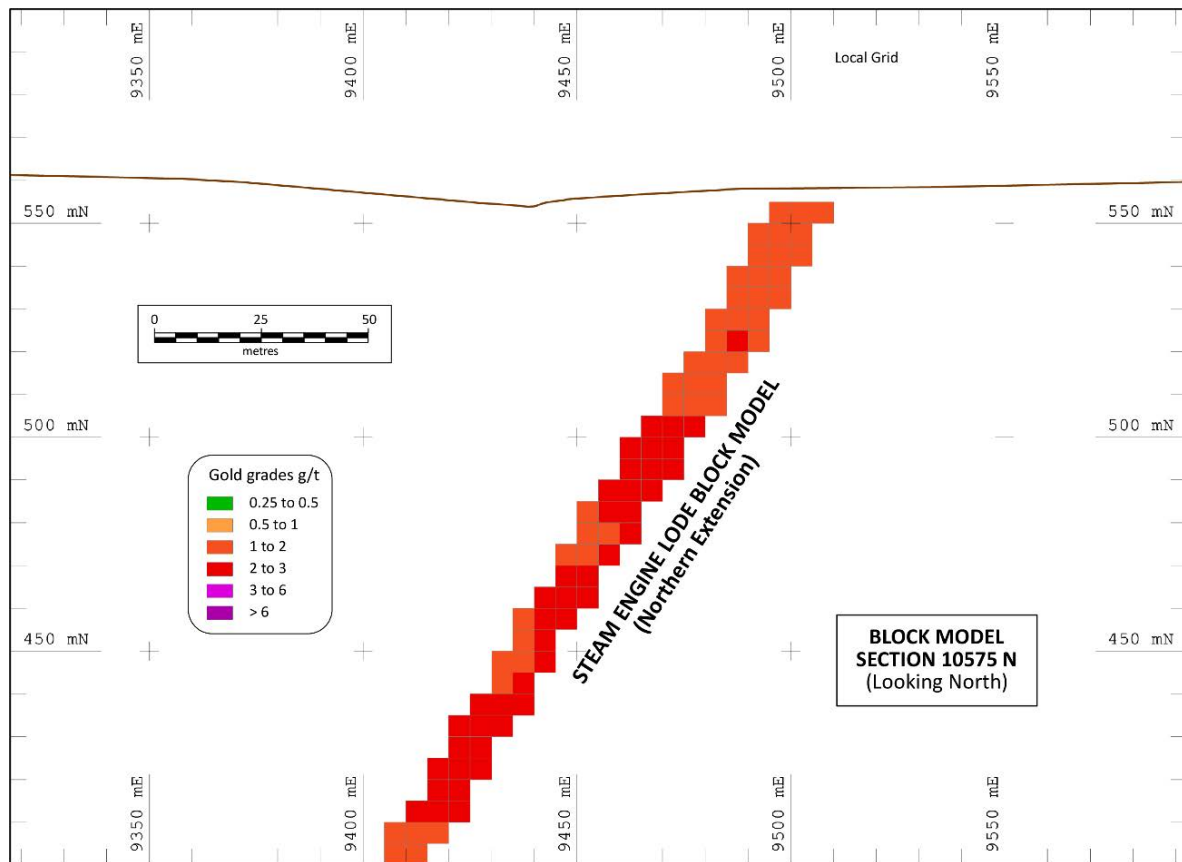 9350 mE
9400 mE
9450 mE
9500 mE
9550 mE
Local Grid
550 mN
550 mN
0 25 50
metres
500 mN
500 mN
Gold grades g/t
0.25 to 0.5
0.5 to 1
1 to 2
2 to 3
3 to 6
> 6
STEAM ENGINE LODE BLOCK MODEL
(Northern Extension)
450 mN
450 mN
BLOCK MODEL
SECTION 10575 N
(Looking North)
9350 mE
9400 mE
9450 mE
9500 mE
9550 mE